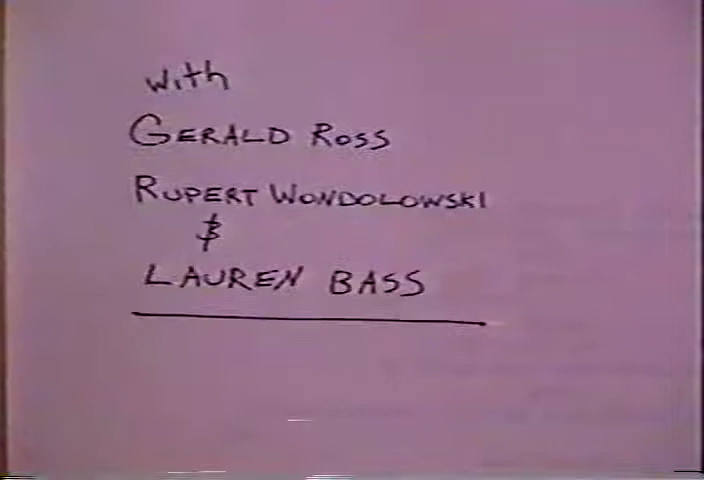 with
GERALD ROSS
RUPERT WONDOLOWSKI
&
LAUREN BASS